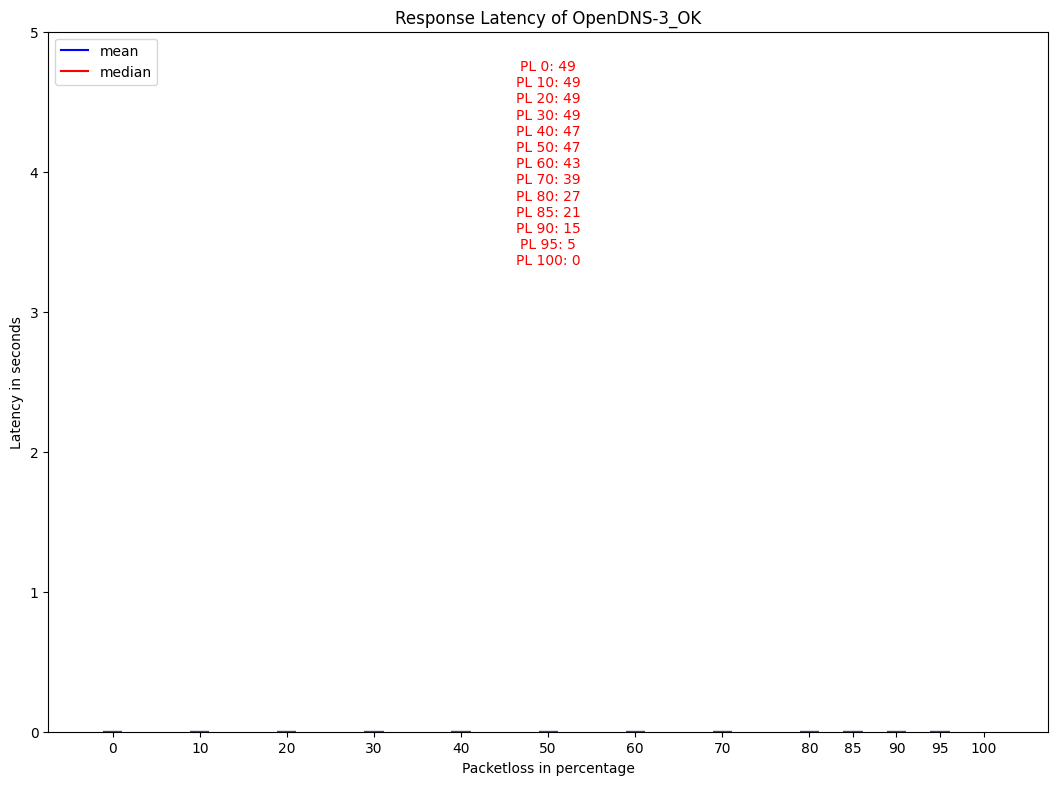 Response Latency of OpenDNS-3_OK
mean
median
PL 0: 49
PL 10: 49
PL 20: 49
PL 30: 49
PL 40: 47
PL 50: 47
PL 60: 43
PL 70: 39
PL 80: 27
PL 85: 21
PL 90: 15
PL 95: 5
PL 100: 0
Latency in seconds
5
4
3
2
1
0
0 10 20 30 40 50 60 70 80 85 90 95 100
Packetloss in percentage